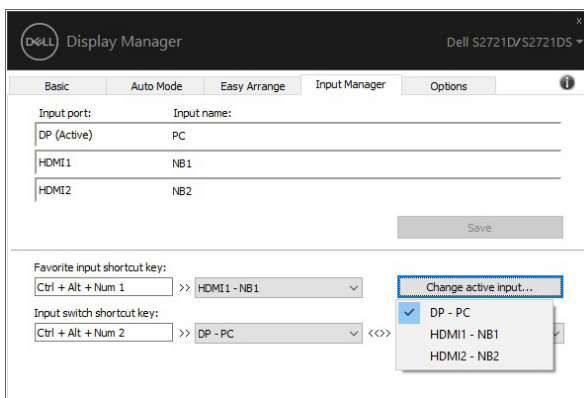 DELL Display Manager Dell S2721D/S2721DS
Basic Auto Mode Easy Arrange Input Manager Options
Input port: Input name:
DP (Active) PC
HDMI1 NB1
HDMI2 NB2
Save
Favorite input shortcut key:
Ctrl + Alt + Num 1 >> HDMI1 - NB1 Change active input...
Input switch shortcut key:
Ctrl + Alt + Num 2 >> DP - PC <<>>
DP - PC
HDMI1 - NB1
HDMI2 - NB2